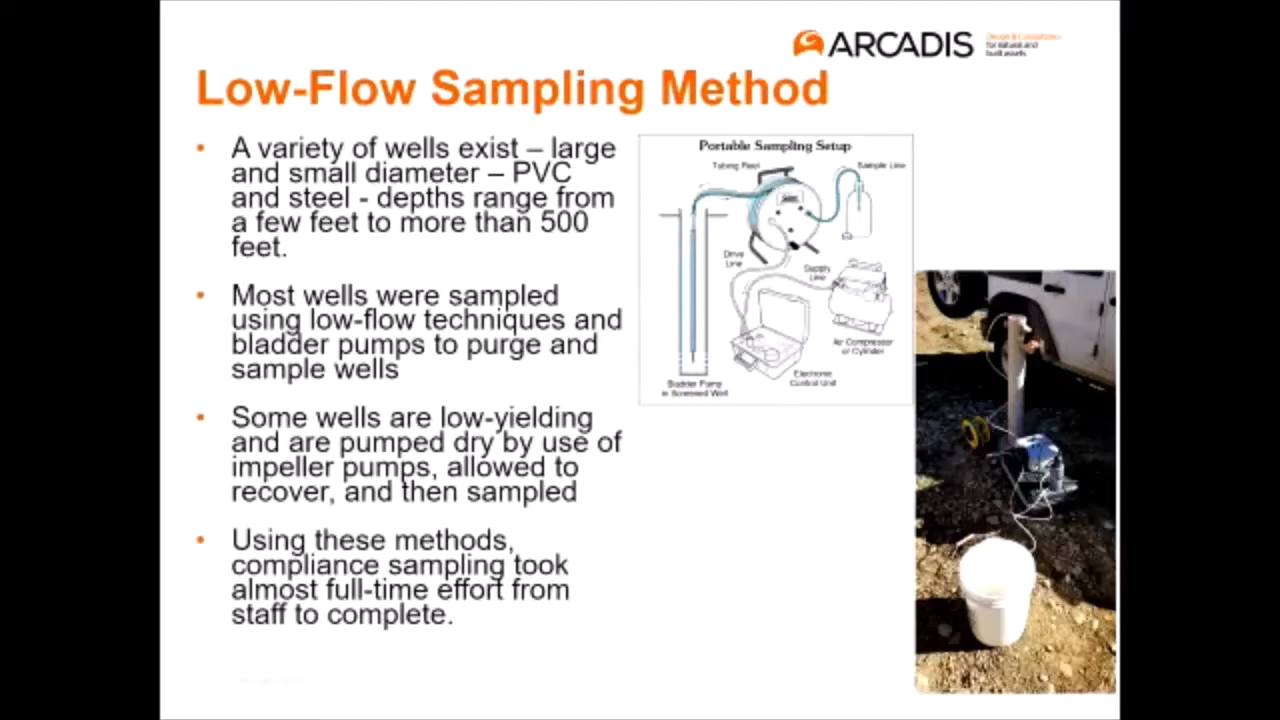 ARCADIS
Design & Consultancy
for natural and
built assets
Low-Flow Sampling Method
• A variety of wells exist – large
and small diameter – PVC
and steel - depths range from
a few feet to more than 500
feet.
• Most wells were sampled
using low-flow techniques and
bladder pumps to purge and
sample wells
• Some wells are low-yielding
and are pumped dry by use of
impeller pumps, allowed to
recover, and then sampled
• Using these methods,
compliance sampling took
almost full-time effort from
staff to complete.
Portable Sampling Setup
Tubing Reel
Sample Line
Drive
Line
Supply
Line
Air Compressor
or Cylinder
Electronic
Control Unit
Bladder Pump
in Screened Well